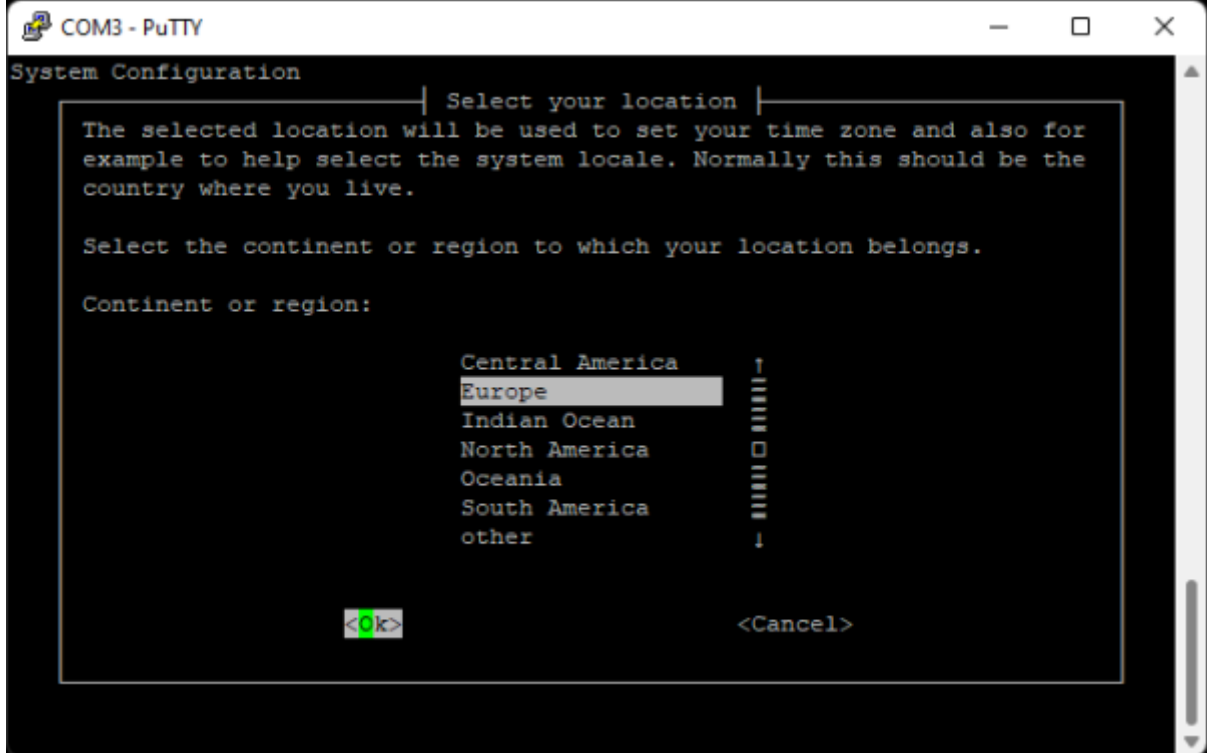 COM3 - PuTTY
System Configuration
Select your location
The selected location will be used to set your time zone and also for
example to help select the system locale. Normally this should be the
country where you live.
Select the continent or region to which your location belongs.
Continent or region:
Central America
Europe
Indian Ocean
North America
Oceania
South America
other
<Ok> <Cancel>